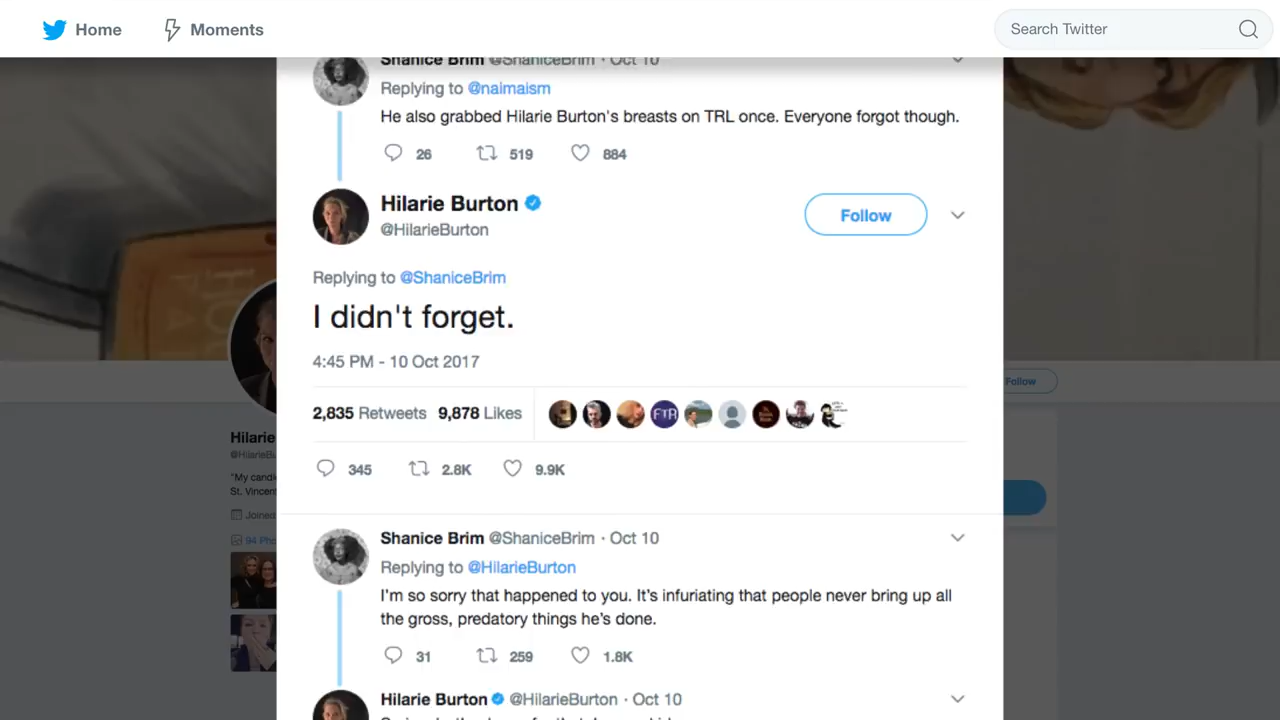 Home
Moments
Search Twitter
Shanice Brim @ShaniceBrim · Oct 10
Replying to @naimaism
He also grabbed Hilarie Burton's breasts on TRL once. Everyone forgot though.
26 519 884
Hilarie Burton
@HilarieBurton
Follow
Replying to @ShaniceBrim
I didn't forget.
4:45 PM - 10 Oct 2017
2,835 Retweets 9,878 Likes
FTR
345 2.8K 9.9K
Follow
Hilarie
@HilarieBu
"My candl
St. Vincen
Joined
94 Pho
Shanice Brim @ShaniceBrim · Oct 10
Replying to @HilarieBurton
I'm so sorry that happened to you. It's infuriating that people never bring up all
the gross, predatory things he's done.
31 259 1.8K
Hilarie Burton @HilarieBurton · Oct 10